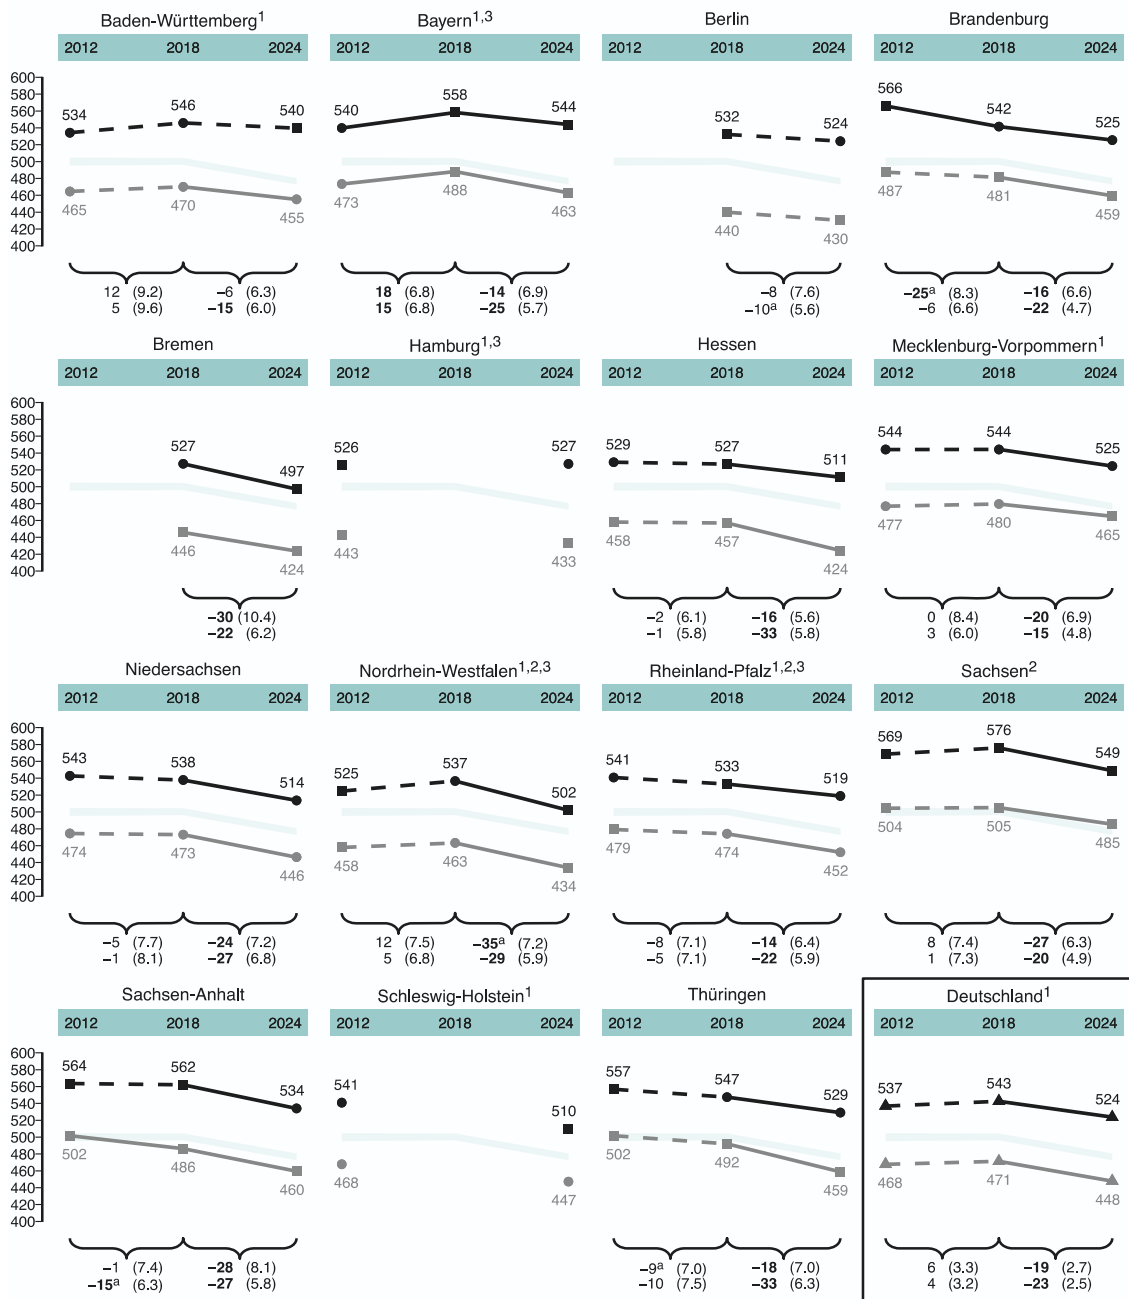 Baden-Württemberg¹ Bayern¹,³ Berlin Brandenburg
2012 2018 2024 2012 2018 2024 2012 2018 2024 2012 2018 2024
600
580
560
540
520
500
480
460
440
420
400
534 546 540
465 470 455
540 558 544
473 488 463
532 524
440 430
566 542 525
487 481 459
12 (9.2) −6 (6.3) 18 (6.8) −14 (6.9) −8 (7.6) −25ᵃ (8.3) −16 (6.6)
5 (9.6) −15 (6.0) 15 (6.8) −25 (5.7) −10ᵃ (5.6) −6 (6.6) −22 (4.7)
Bremen Hamburg¹,³ Hessen Mecklenburg-Vorpommern¹
2012 2018 2024 2012 2018 2024 2012 2018 2024 2012 2018 2024
600
580
560
540
520
500
480
460
440
420
400
527 497
446 424
526 527
443 433
529 527 511
458 457 424
544 544 525
477 480 465
−30 (10.4) −2 (6.1) −16 (5.6) 0 (8.4) −20 (6.9)
−22 (6.2) −1 (5.8) −33 (5.8) 3 (6.0) −15 (4.8)
Niedersachsen Nordrhein-Westfalen¹,²,³ Rheinland-Pfalz¹,²,³ Sachsen²
2012 2018 2024 2012 2018 2024 2012 2018 2024 2012 2018 2024
600
580
560
540
520
500
480
460
440
420
400
543 538 514
474 473 446
525 537 502
458 463 434
541 533 519
479 474 452
569 576 549
504 505 485
−5 (7.7) −24 (7.2) 12 (7.5) −35ᵃ (7.2) −8 (7.1) −14 (6.4) 8 (7.4) −27 (6.3)
−1 (8.1) −27 (6.8) 5 (6.8) −29 (5.9) −5 (7.1) −22 (5.9) 1 (7.3) −20 (4.9)
Sachsen-Anhalt Schleswig-Holstein¹ Thüringen Deutschland¹
2012 2018 2024 2012 2018 2024 2012 2018 2024 2012 2018 2024
600
580
560
540
520
500
480
460
440
420
400
564 562 534
502 486 460
541 510
468 447
557 547 529
502 492 459
537 543 524
468 471 448
−1 (7.4) −28 (8.1) −9ᵃ (7.0) −18 (7.0) 6 (3.3) −19 (2.7)
−15ᵃ (6.3) −27 (5.8) −10 (7.5) −33 (6.3) 4 (3.2) −23 (2.5)